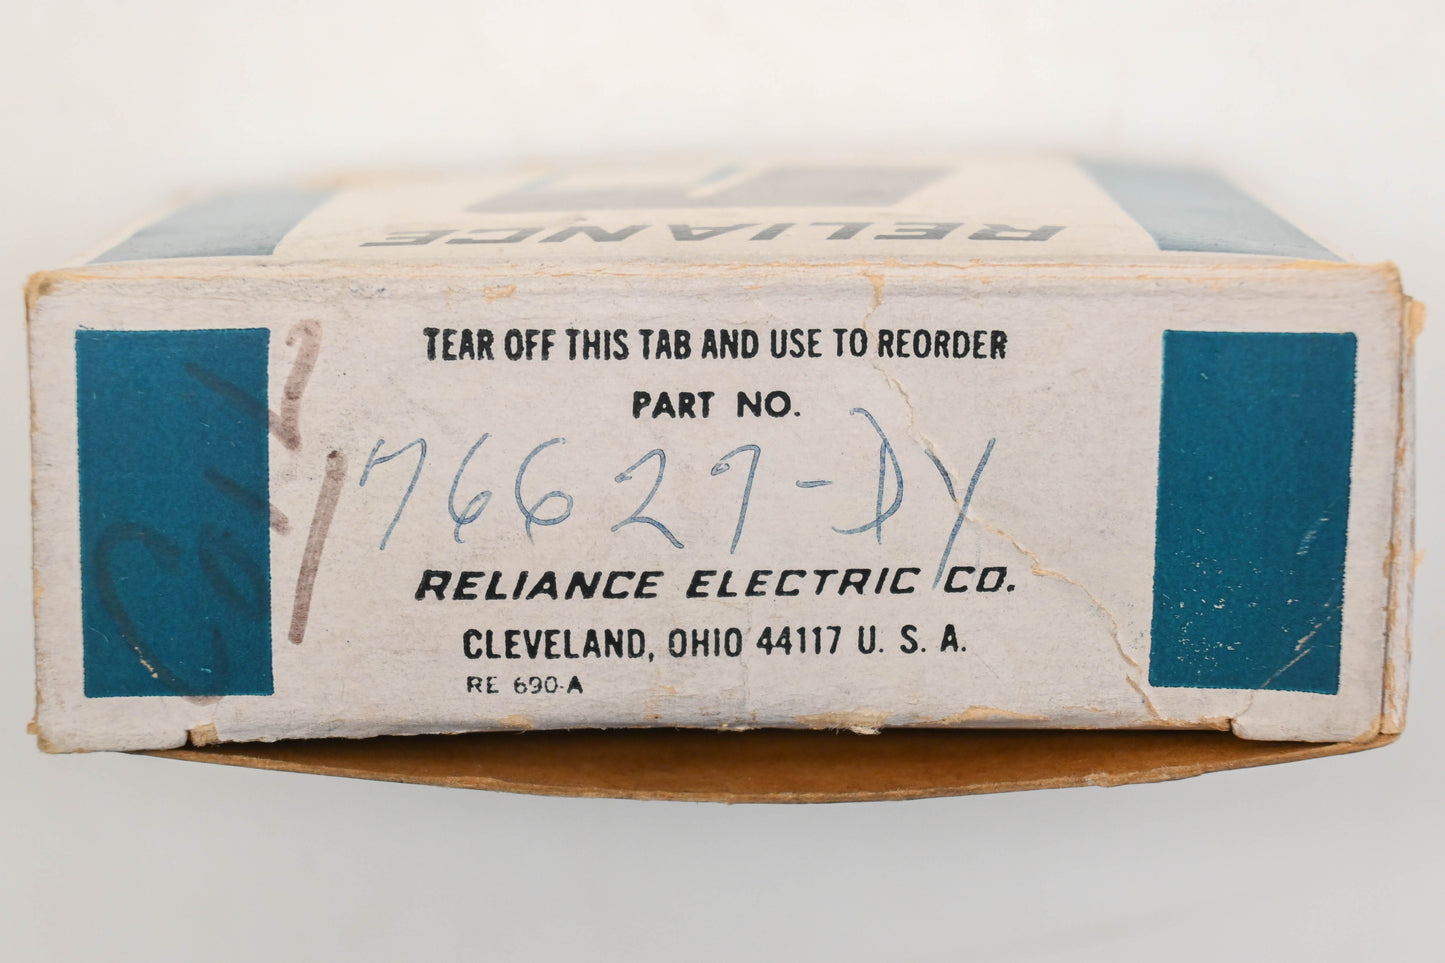 RELIANCE
TEAR OFF THIS TAB AND USE TO REORDER
PART NO.
76627-DY
RELIANCE ELECTRIC CO.
CLEVELAND, OHIO 44117 U. S. A.
RE 690-A